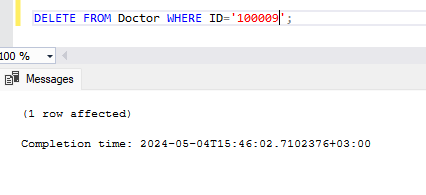 DELETE FROM Doctor WHERE ID='100009';
100 %
Messages
(1 row affected)
Completion time: 2024-05-04T15:46:02.7102376+03:00